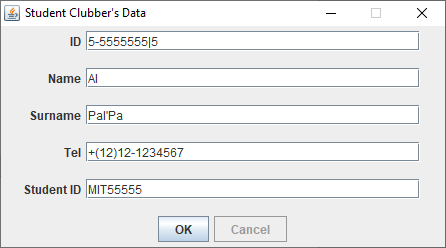 Student Clubber's Data
ID 5-5555555|5
Name Al
Surname Pal'Pa
Tel +(12)12-1234567
Student ID MIT55555
OK Cancel